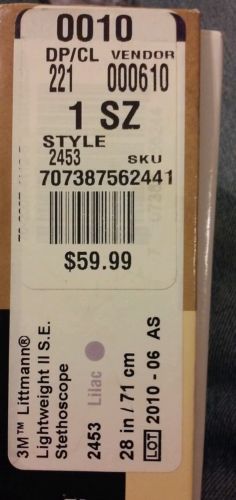 0010
DP/CL VENDOR
221 000610
1 SZ
STYLE
2453 SKU
707387562441
$59.99
3M™ Littmann®
Lightweight II S.E.
Stethoscope
2453 Lilac
28 in / 71 cm
LOT 2010 - 06 AS